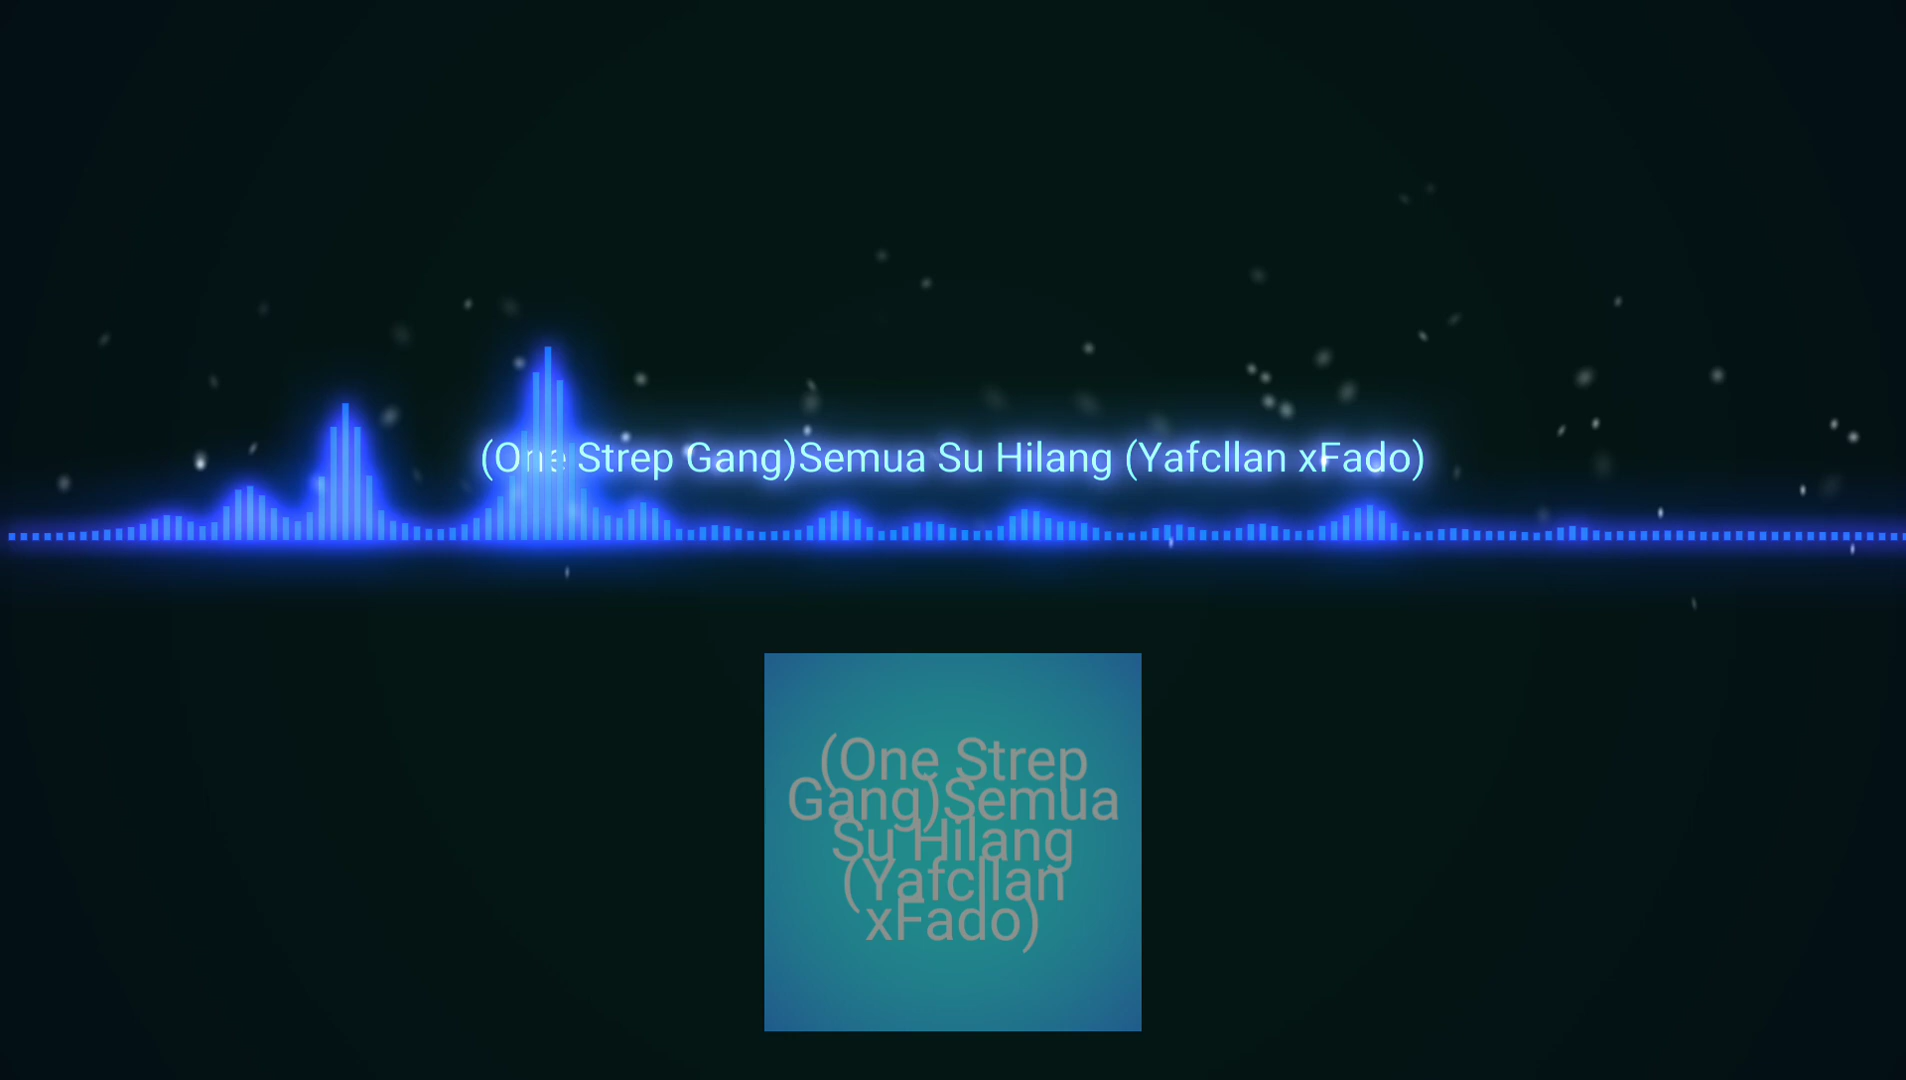 (One Strep Gang)Semua Su Hilang (Yafcllan xFado)
(One Strep
Gang)Semua
Su Hilang
(Yafcllan
xFado)